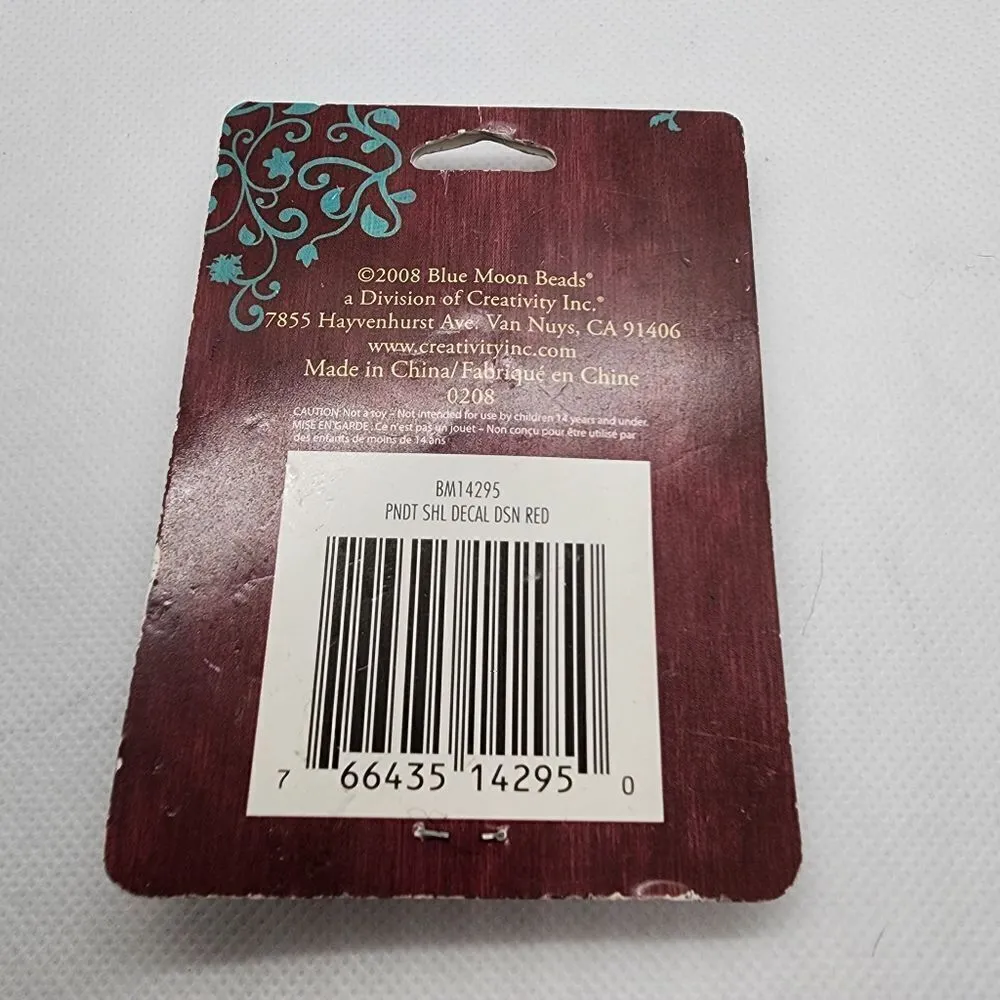 ©2008 Blue Moon Beads®
a Division of Creativity Inc.®
7855 Hayvenhurst Ave. Van Nuys, CA 91406
www.creativityinc.com
Made in China/Fabriqué en Chine
0208
CAUTION: Not a toy – Not intended for use by children 14 years and under.
MISE EN GARDE : Ce n'est pas un jouet – Non conçu pour être utilisé par
des enfants de moins de 14 ans
BM14295
PNDT SHL DECAL DSN RED
7 66435 14295 0